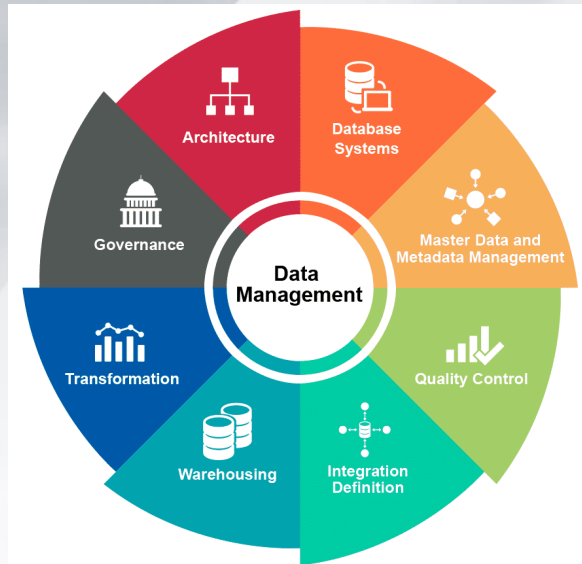 Data
Management
Architecture
Database
Systems
Master Data and
Metadata Management
Quality Control
Integration
Definition
Warehousing
Transformation
Governance